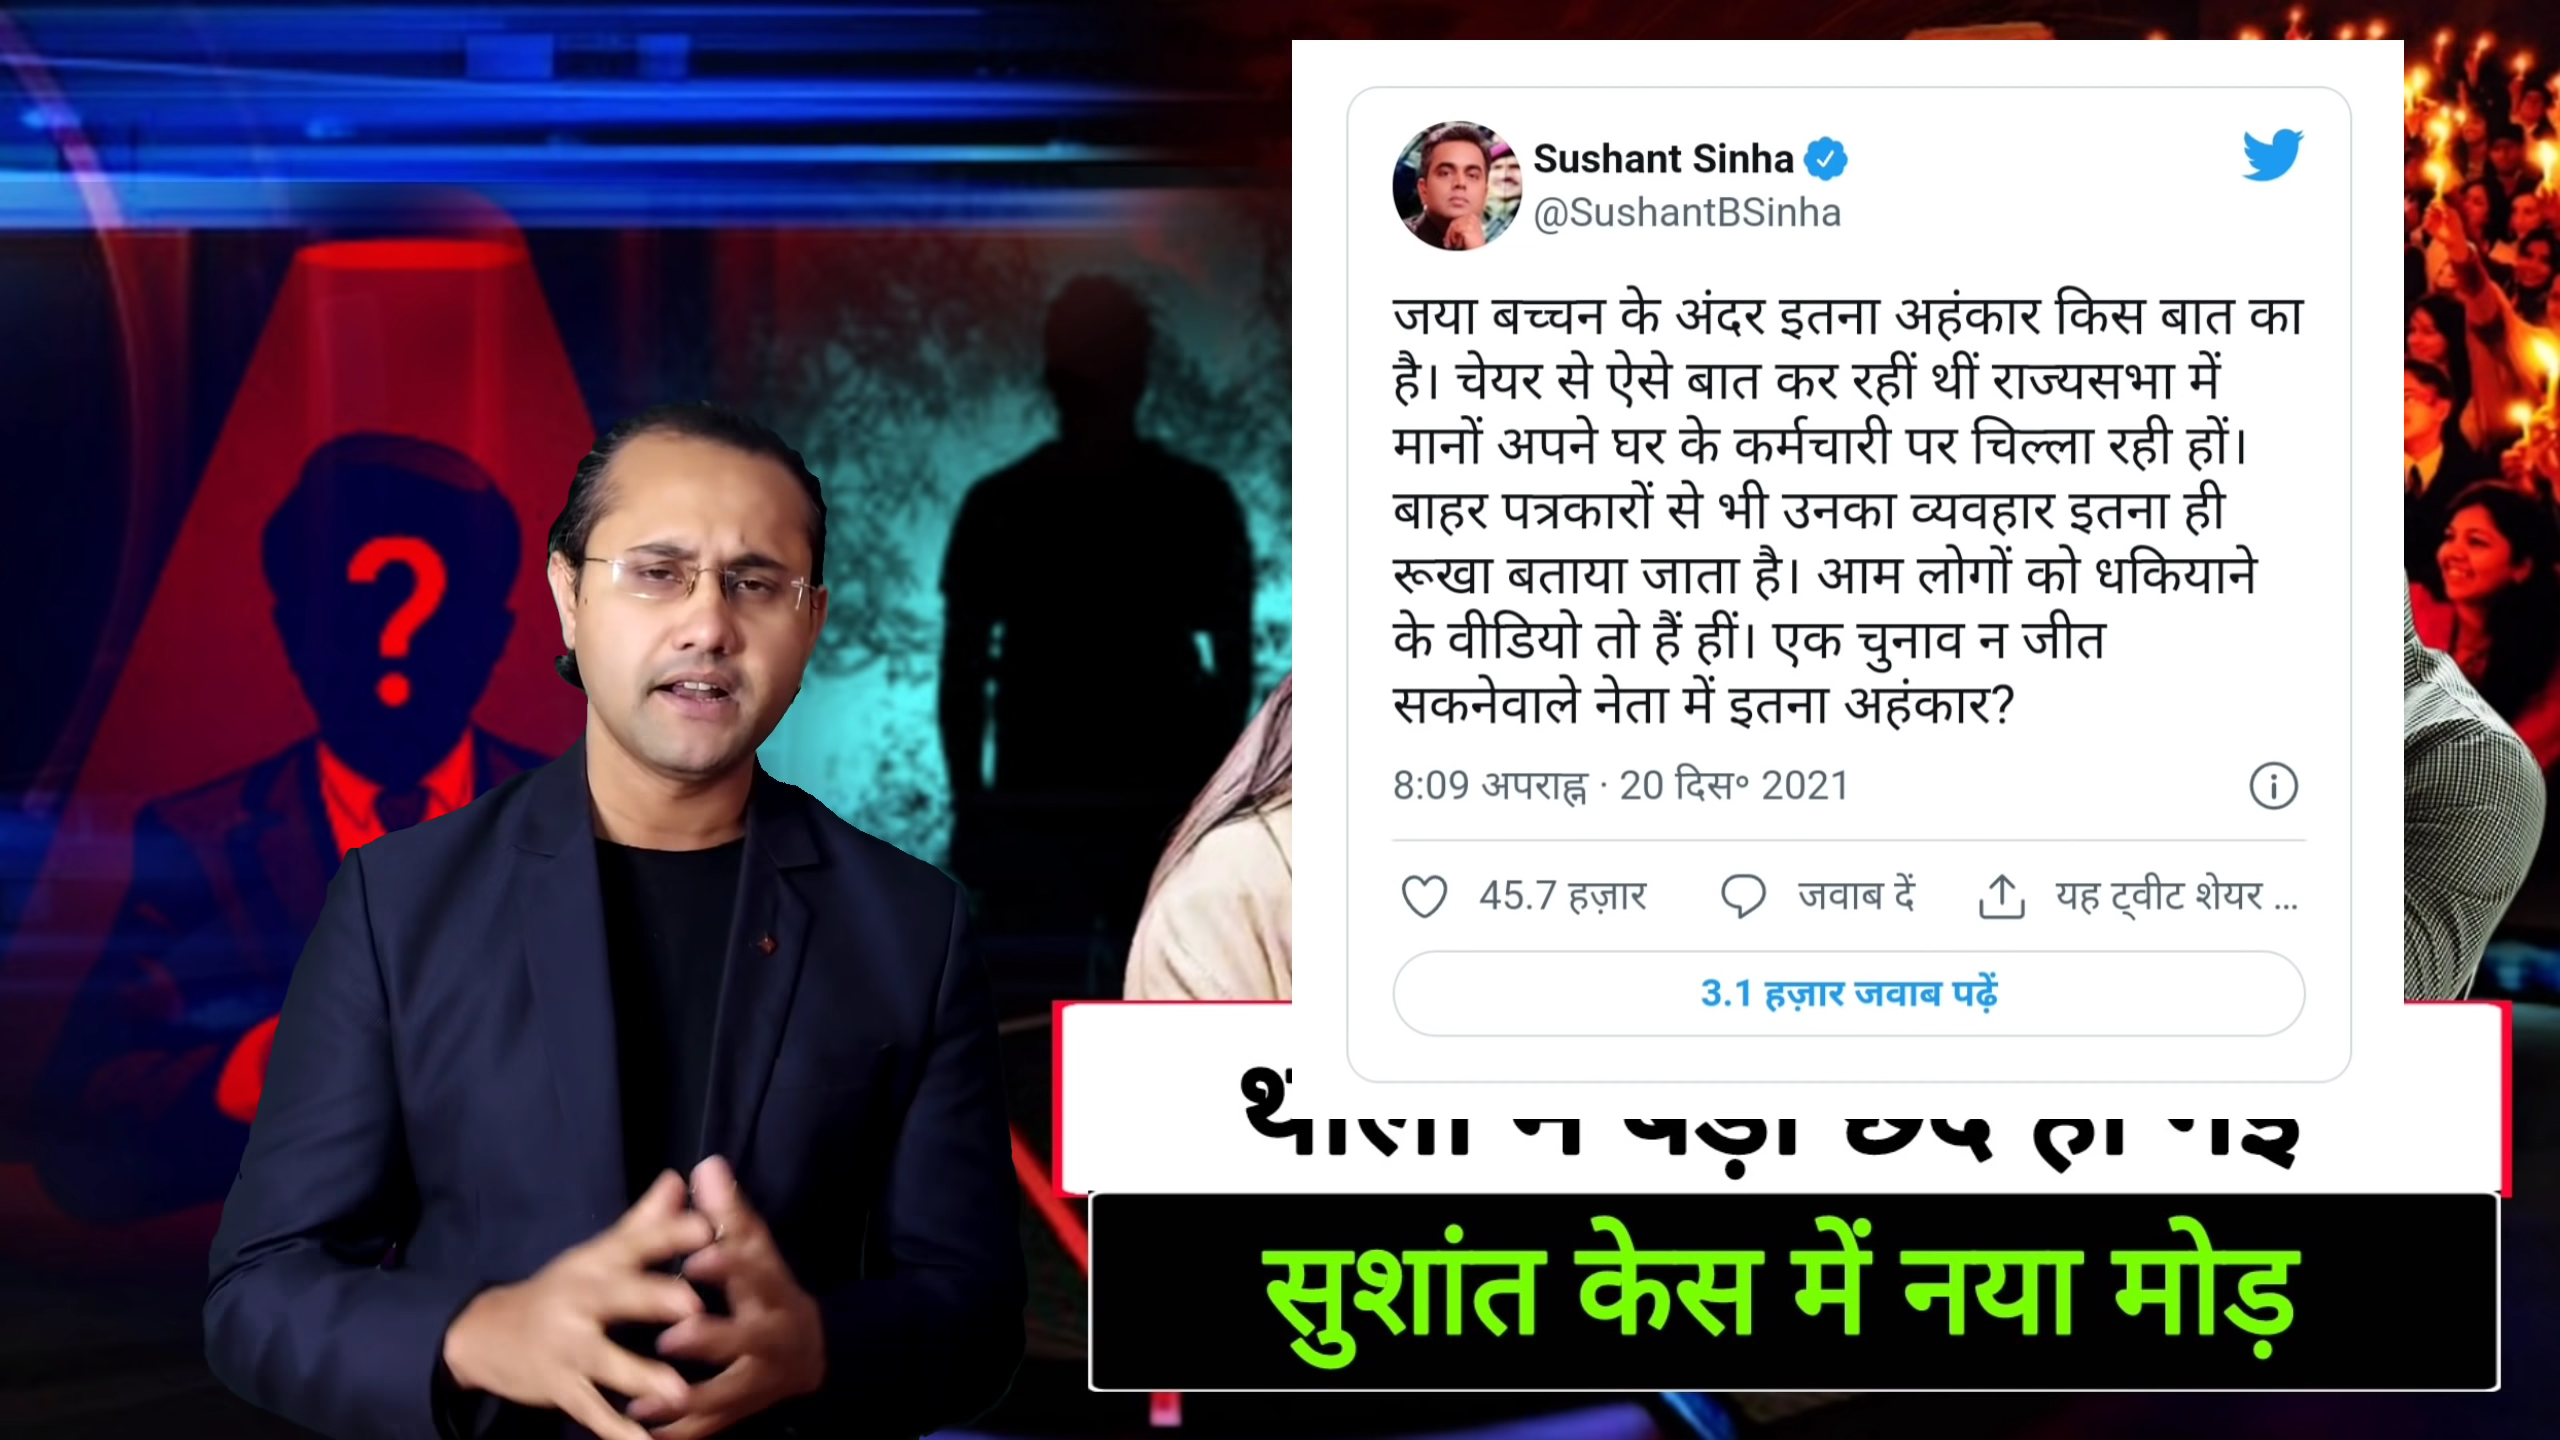 Sushant Sinha
@SushantBSinha
जया बच्चन के अंदर इतना अहंकार किस बात का
है। चेयर से ऐसे बात कर रहीं थीं राज्यसभा में
मानों अपने घर के कर्मचारी पर चिल्ला रही हों।
बाहर पत्रकारों से भी उनका व्यवहार इतना ही
रूखा बताया जाता है। आम लोगों को धकियाने
के वीडियो तो हैं हीं। एक चुनाव न जीत
सकनेवाले नेता में इतना अहंकार?
8:09 अपराह्न · 20 दिस॰ 2021
45.7 हज़ार जवाब दें यह ट्वीट शेयर ...
3.1 हज़ार जवाब पढ़ें
सुशांत केस में नया मोड़
?